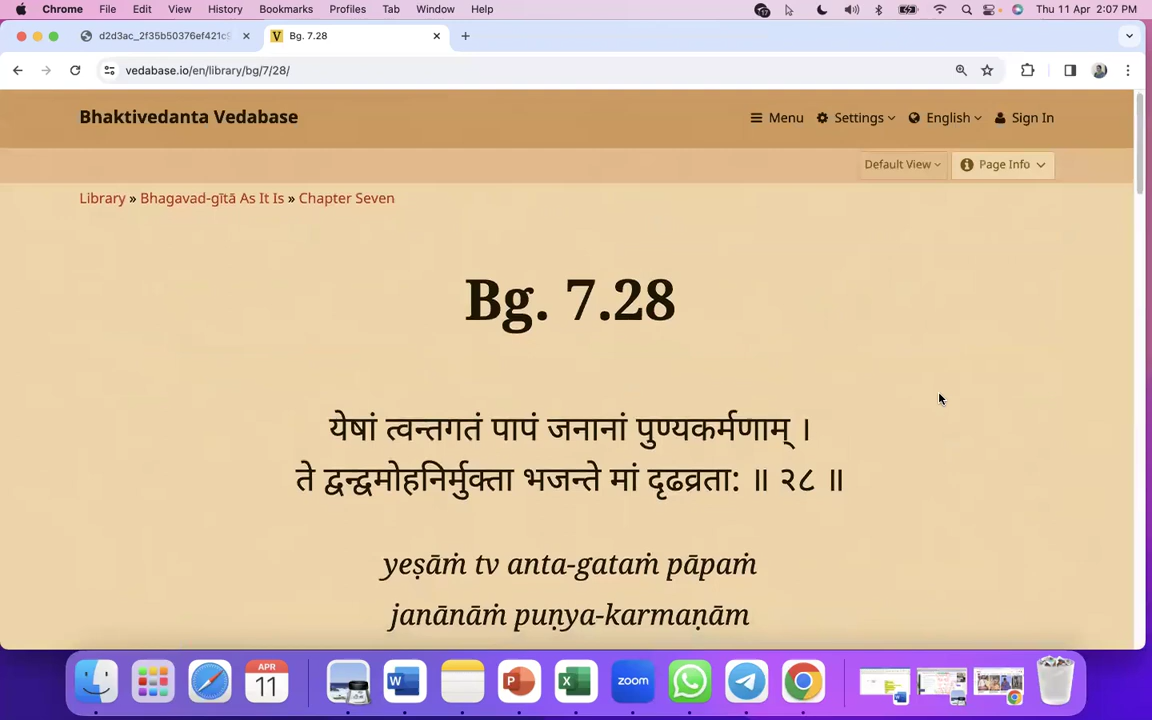 Chrome File Edit View History Bookmarks Profiles Tab Window Help Thu 11 Apr 2:07 PM
d2d3ac_2f35b50376ef421c Bg. 7.28
vedabase.io/en/library/bg/7/28/
Bhaktivedanta Vedabase Menu Settings English Sign In
Default View Page Info
Library » Bhagavad-gītā As It Is » Chapter Seven
Bg. 7.28
येषां त्वन्तगतं पापं जनानां पुण्यकर्मणाम् ।
ते द्वन्द्वमोहनिर्मुक्ता भजन्ते मां दृढव्रता: ॥ २८ ॥
yeṣāṁ tv anta-gataṁ pāpaṁ
janānāṁ puṇya-karmaṇām
APR
11
zoom